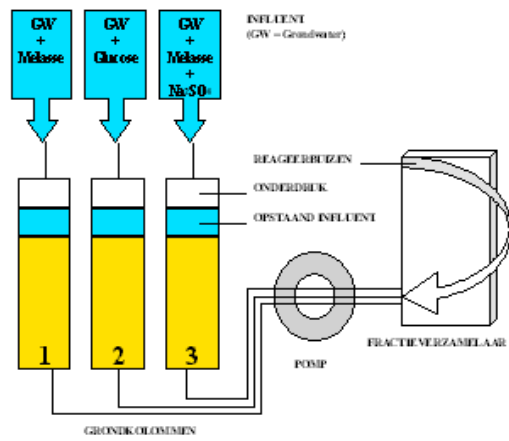 GW
+
Melasse
GW
+
Glucose
GW
+
Melasse
+
Na₂SO₄
INFLUENT
(GW = Grondwater)
REAGEERBUIZEN
ONDERDRUK
OPSTAAND INFLUENT
1
2
3
POMP
FRACTIEVERZAMELAAR
GRONDKOLOMMEN